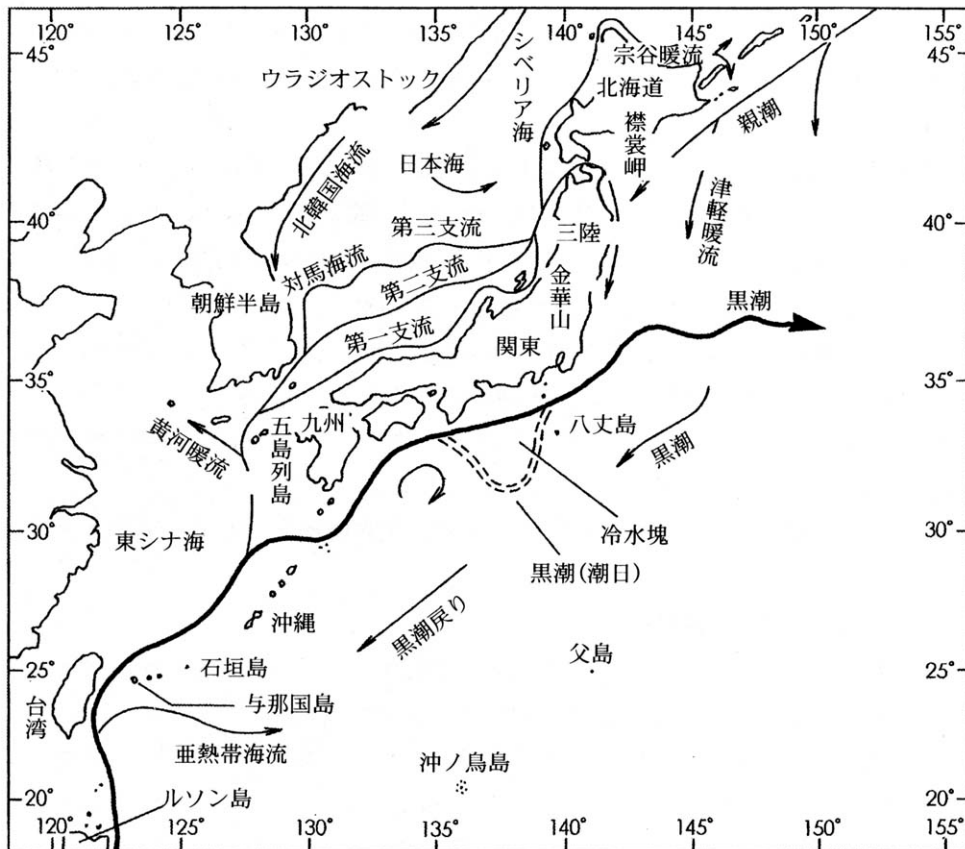 120°
125°
130°
135°
140°
145°
150°
155°
45°
45°
宗谷暖流
ウラジオストック
シベリア海
北海道
襟裳岬
親潮
日本海
北韓国海流
津軽暖流
40°
40°
第三支流
三陸
対馬海流
第二支流
金華山
朝鮮半島
黒潮
第一支流
関東
35°
35°
九州
五島列島
八丈島
黄河暖流
黒潮
30°
30°
東シナ海
冷水塊
黒潮(潮日)
沖縄
黒潮戻り
父島
25°
25°
石垣島
台湾
与那国島
亜熱帯海流
沖ノ鳥島
20°
20°
ルソン島
120°
125°
130°
135°
140°
145°
150°
155°